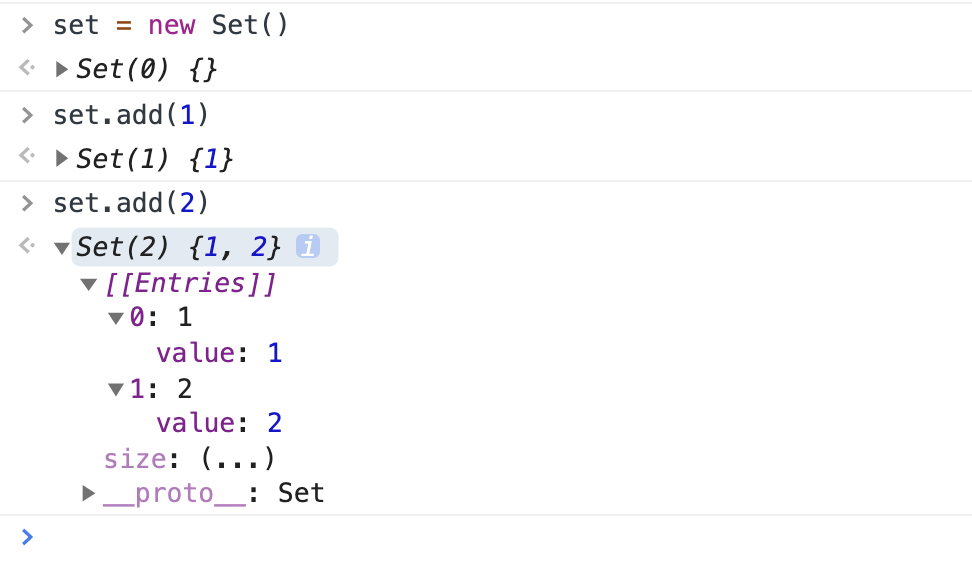 > set = new Set()
<· ▶ Set(0) {}
> set.add(1)
<· ▶ Set(1) {1}
> set.add(2)
<· ▼ Set(2) {1, 2} i
▼ [[Entries]]
▼ 0: 1
value: 1
▼ 1: 2
value: 2
size: (...)
▶ __proto__: Set
>